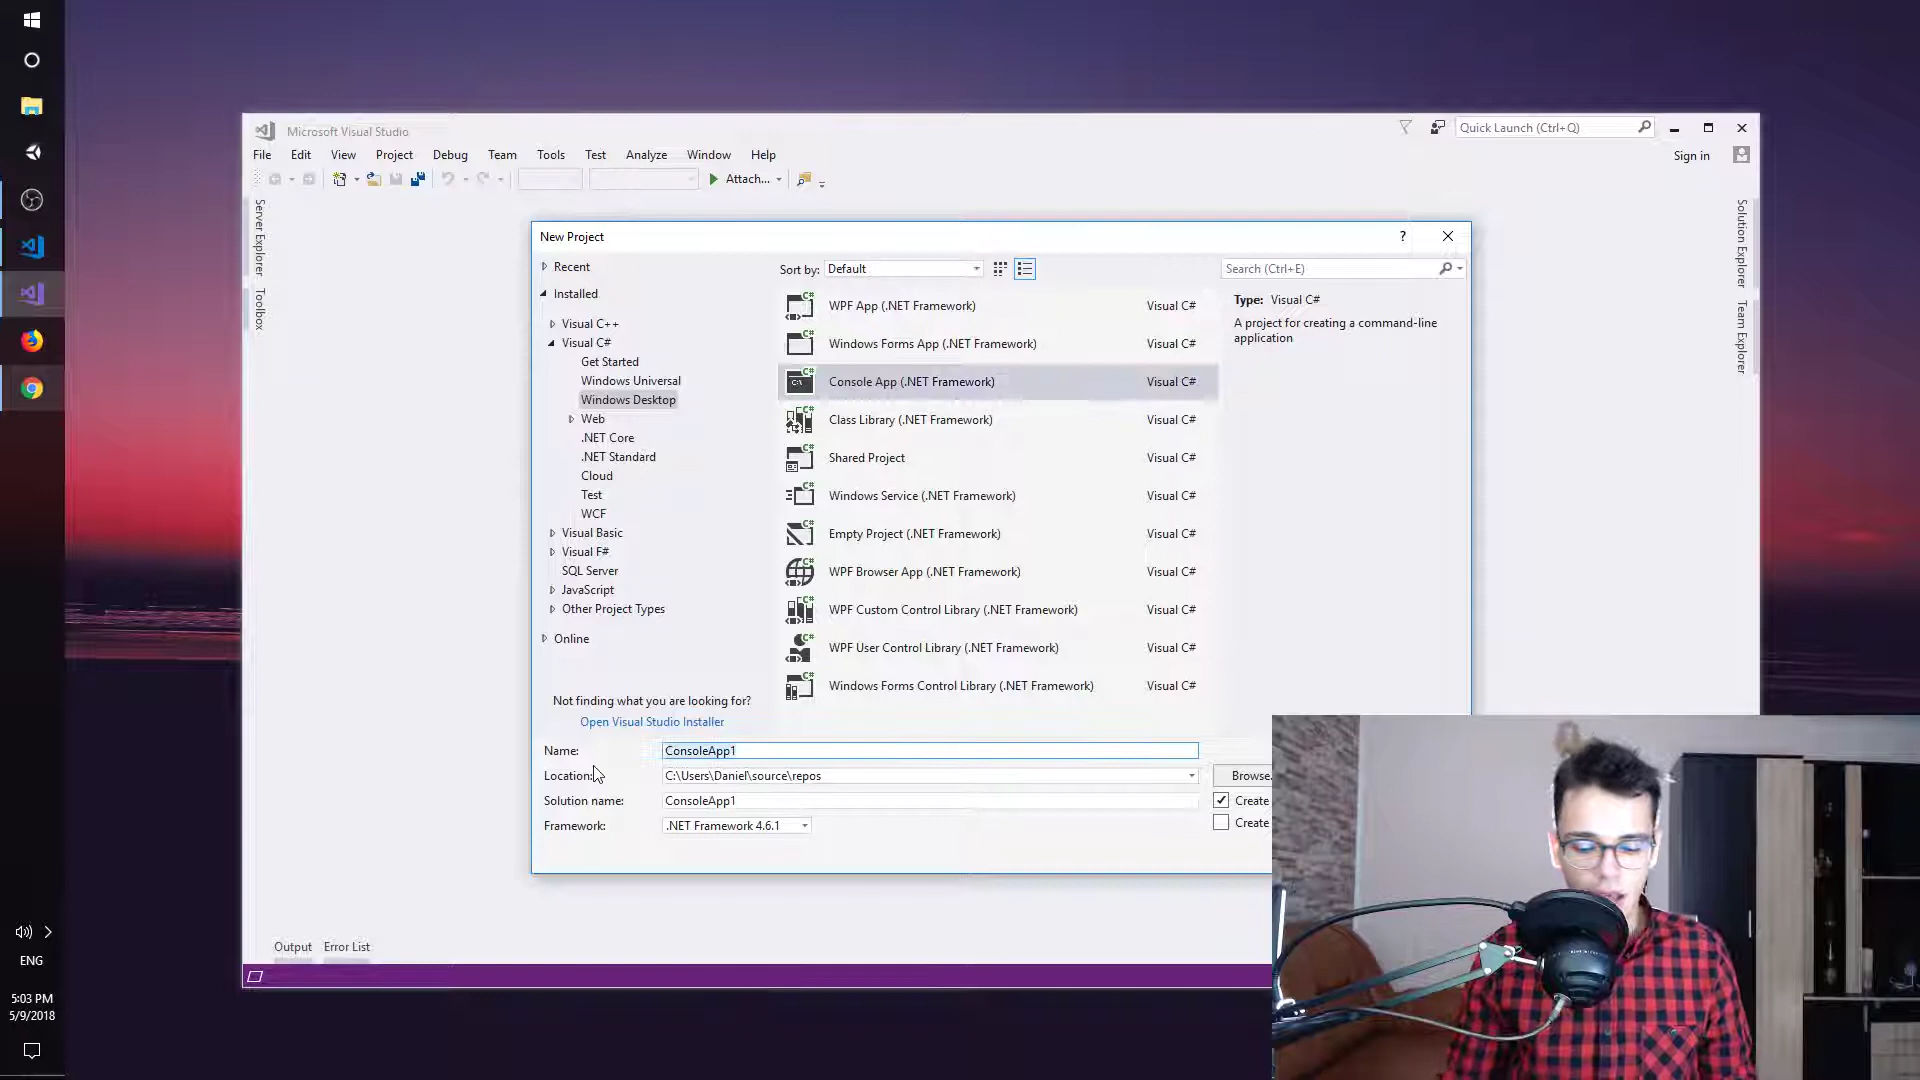 Microsoft Visual Studio
Quick Launch (Ctrl+Q)
File Edit View Project Debug Team Tools Test Analyze Window Help
Sign in
Attach...
Server Explorer
Toolbox
Solution Explorer
Team Explorer
New Project
?
Recent
Installed
Visual C++
Visual C#
Get Started
Windows Universal
Windows Desktop
Web
.NET Core
.NET Standard
Cloud
Test
WCF
Visual Basic
Visual F#
SQL Server
JavaScript
Other Project Types
Online
Not finding what you are looking for?
Open Visual Studio Installer
Sort by: Default
WPF App (.NET Framework) Visual C#
Windows Forms App (.NET Framework) Visual C#
Console App (.NET Framework) Visual C#
Class Library (.NET Framework) Visual C#
Shared Project Visual C#
Windows Service (.NET Framework) Visual C#
Empty Project (.NET Framework) Visual C#
WPF Browser App (.NET Framework) Visual C#
WPF Custom Control Library (.NET Framework) Visual C#
WPF User Control Library (.NET Framework) Visual C#
Windows Forms Control Library (.NET Framework) Visual C#
Search (Ctrl+E)
Type: Visual C#
A project for creating a command-line
application
Name: ConsoleApp1
Location: C:\Users\Daniel\source\repos Browse.
Solution name: ConsoleApp1 Create
Framework: .NET Framework 4.6.1 Create
Output Error List
ENG
5:03 PM
5/9/2018